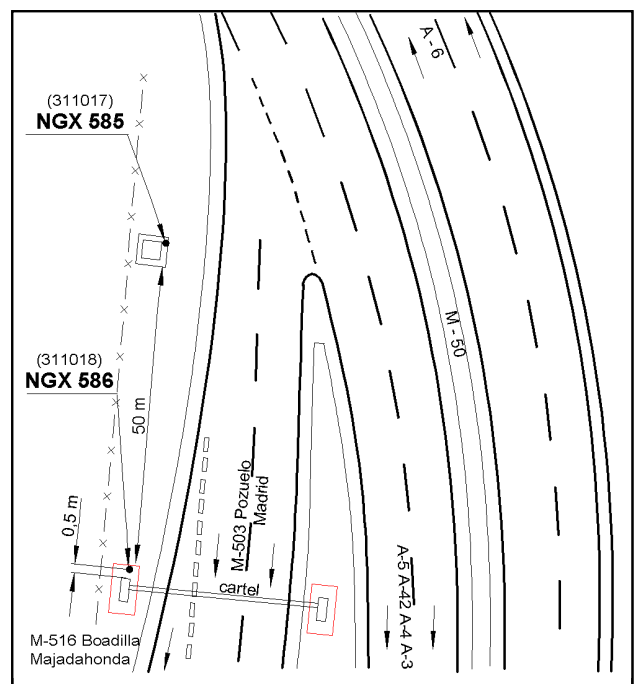 A - 6
(311017)
NGX 585
M - 50
(311018)
NGX 586
50 m
0,5 m
M-503 Pozuelo
Madrid
A-5 A-42 A-4 A-3
cartel
M-516 Boadilla
Majadahonda